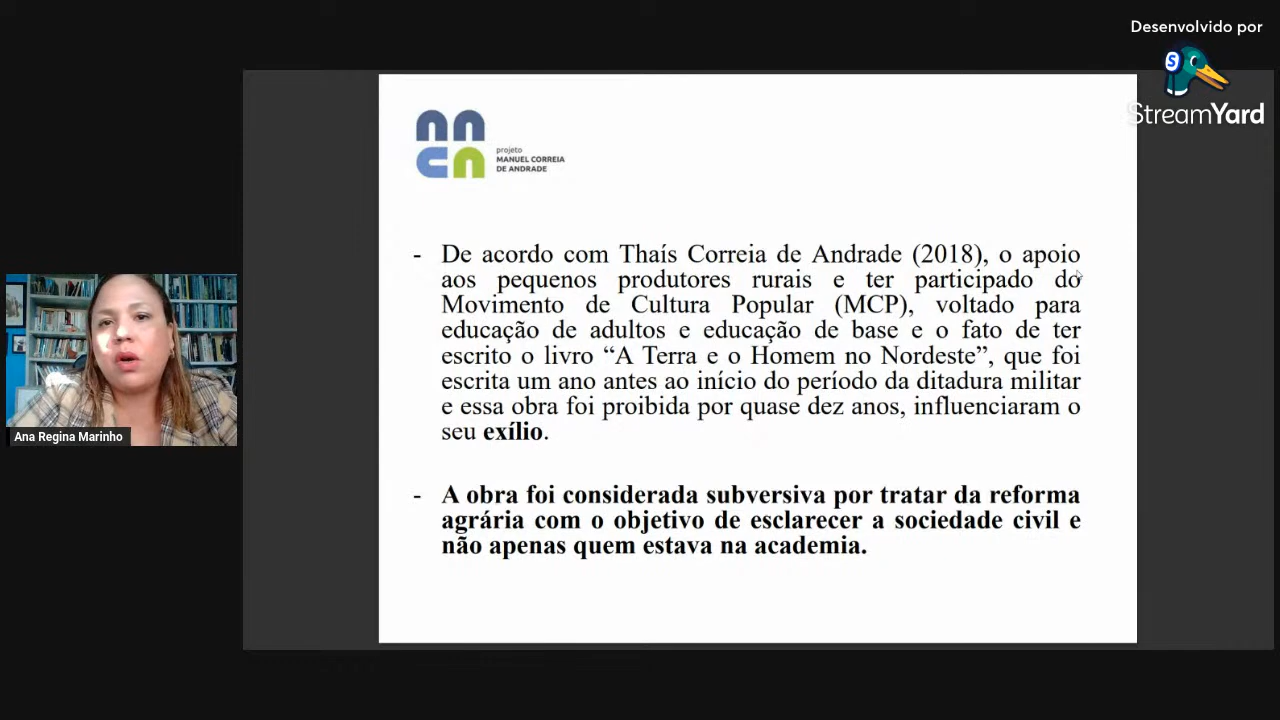 Desenvolvido por
StreamYard
projeto
MANUEL CORREIA
DE ANDRADE
- De acordo com Thaís Correia de Andrade (2018), o apoio
aos pequenos produtores rurais e ter participado do
Movimento de Cultura Popular (MCP), voltado para
educação de adultos e educação de base e o fato de ter
escrito o livro “A Terra e o Homem no Nordeste”, que foi
escrita um ano antes ao início do período da ditadura militar
e essa obra foi proibida por quase dez anos, influenciaram o
seu exílio.
- A obra foi considerada subversiva por tratar da reforma
agrária com o objetivo de esclarecer a sociedade civil e
não apenas quem estava na academia.
Ana Regina Marinho